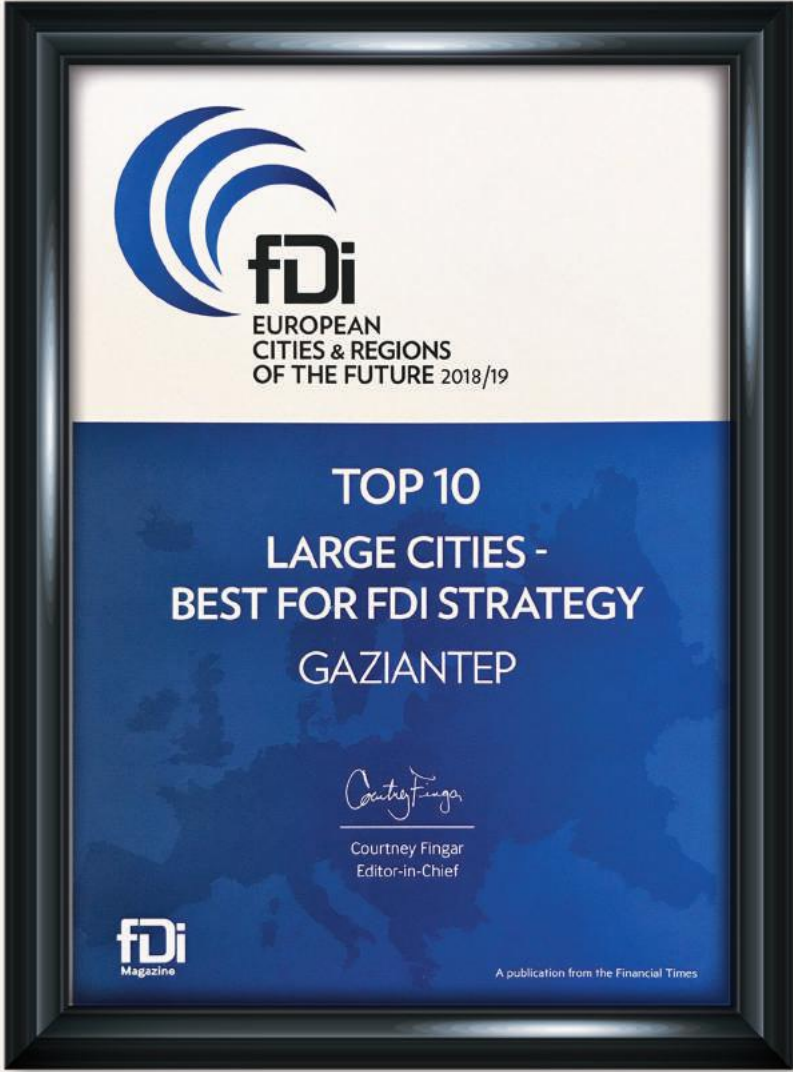 fDi
EUROPEAN
CITIES & REGIONS
OF THE FUTURE 2018/19
TOP 10
LARGE CITIES -
BEST FOR FDI STRATEGY
GAZIANTEP
Courtney Fingar
Courtney Fingar
Editor-in-Chief
fDi
Magazine
A publication from the Financial Times